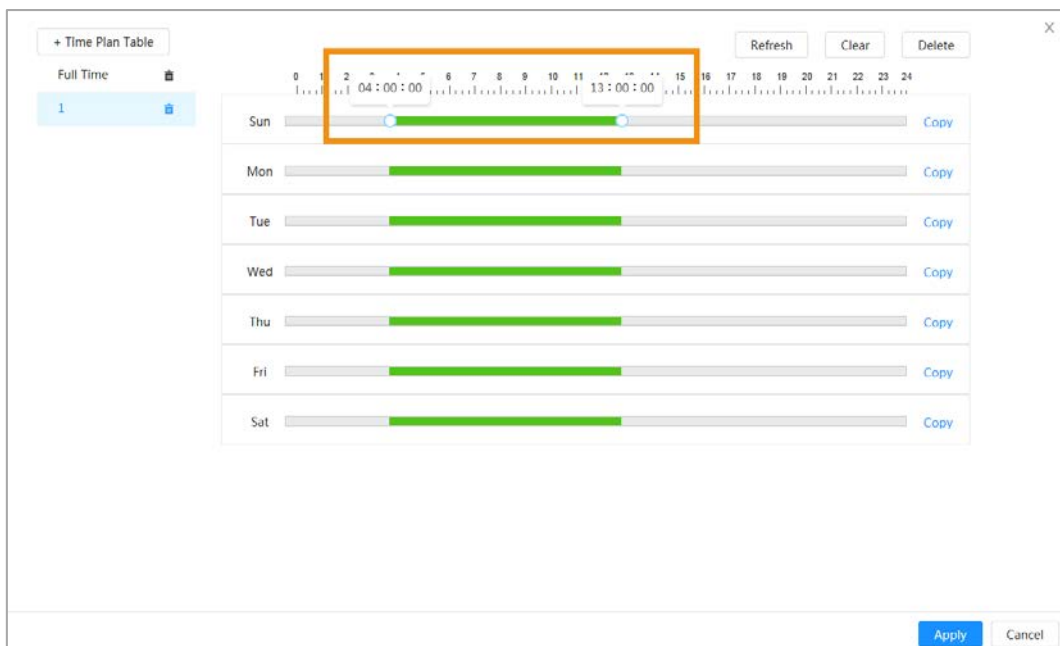 X
+ Time Plan Table
Refresh Clear Delete
Full Time
0 1 2 6 7 8 9 10 11 15 16 17 18 19 20 21 22 23 24
04:00:00 13:00:00
1
Sun Copy
Mon Copy
Tue Copy
Wed Copy
Thu Copy
Fri Copy
Sat Copy
Apply Cancel